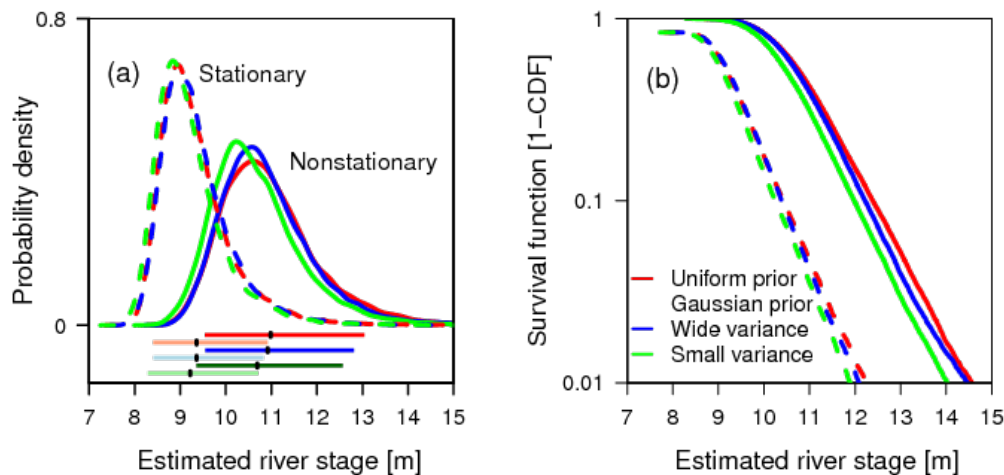 0.8
(a)
Stationary
Nonstationary
Probability density
0
7 8 9 10 11 12 13 14 15
Estimated river stage [m]
1
(b)
Survival function [1−CDF]
0.1
Uniform prior
Gaussian prior
Wide variance
Small variance
0.01
7 8 9 10 11 12 13 14 15
Estimated river stage [m]